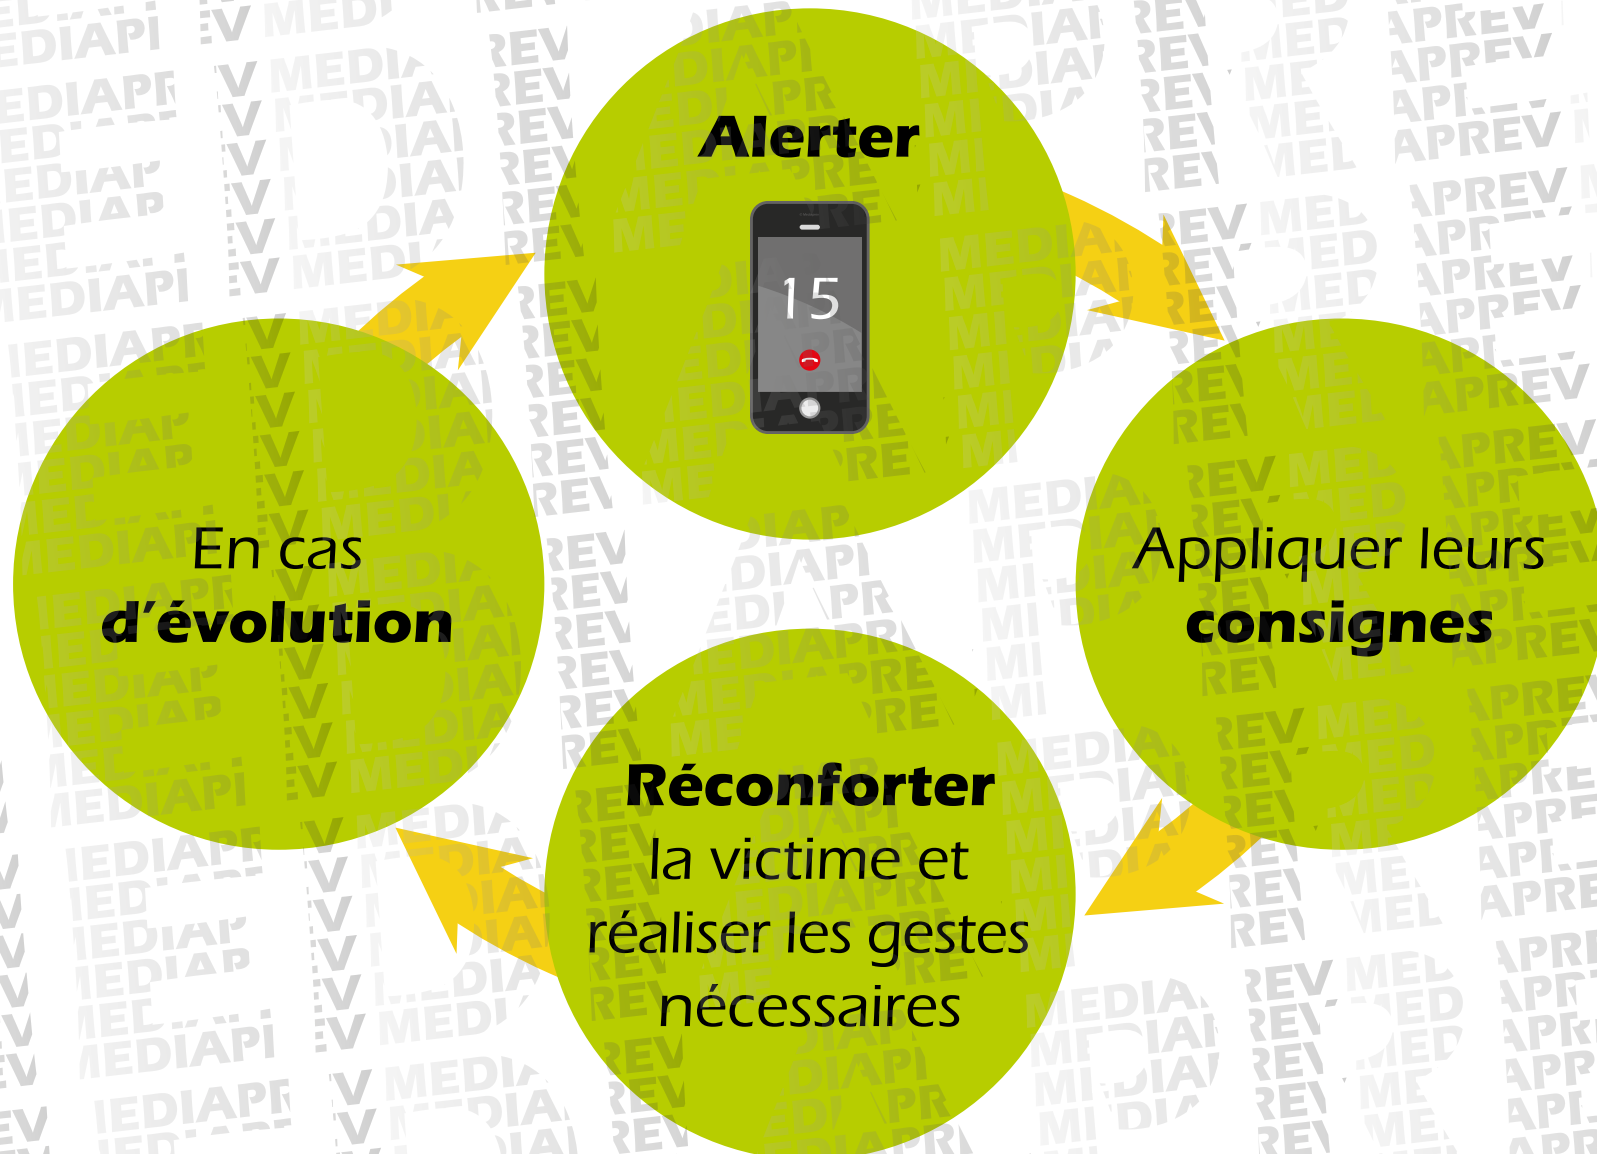 Alerter
15
Appliquer leurs
consignes
Réconforter
la victime et
réaliser les gestes
nécessaires
En cas
d'évolution